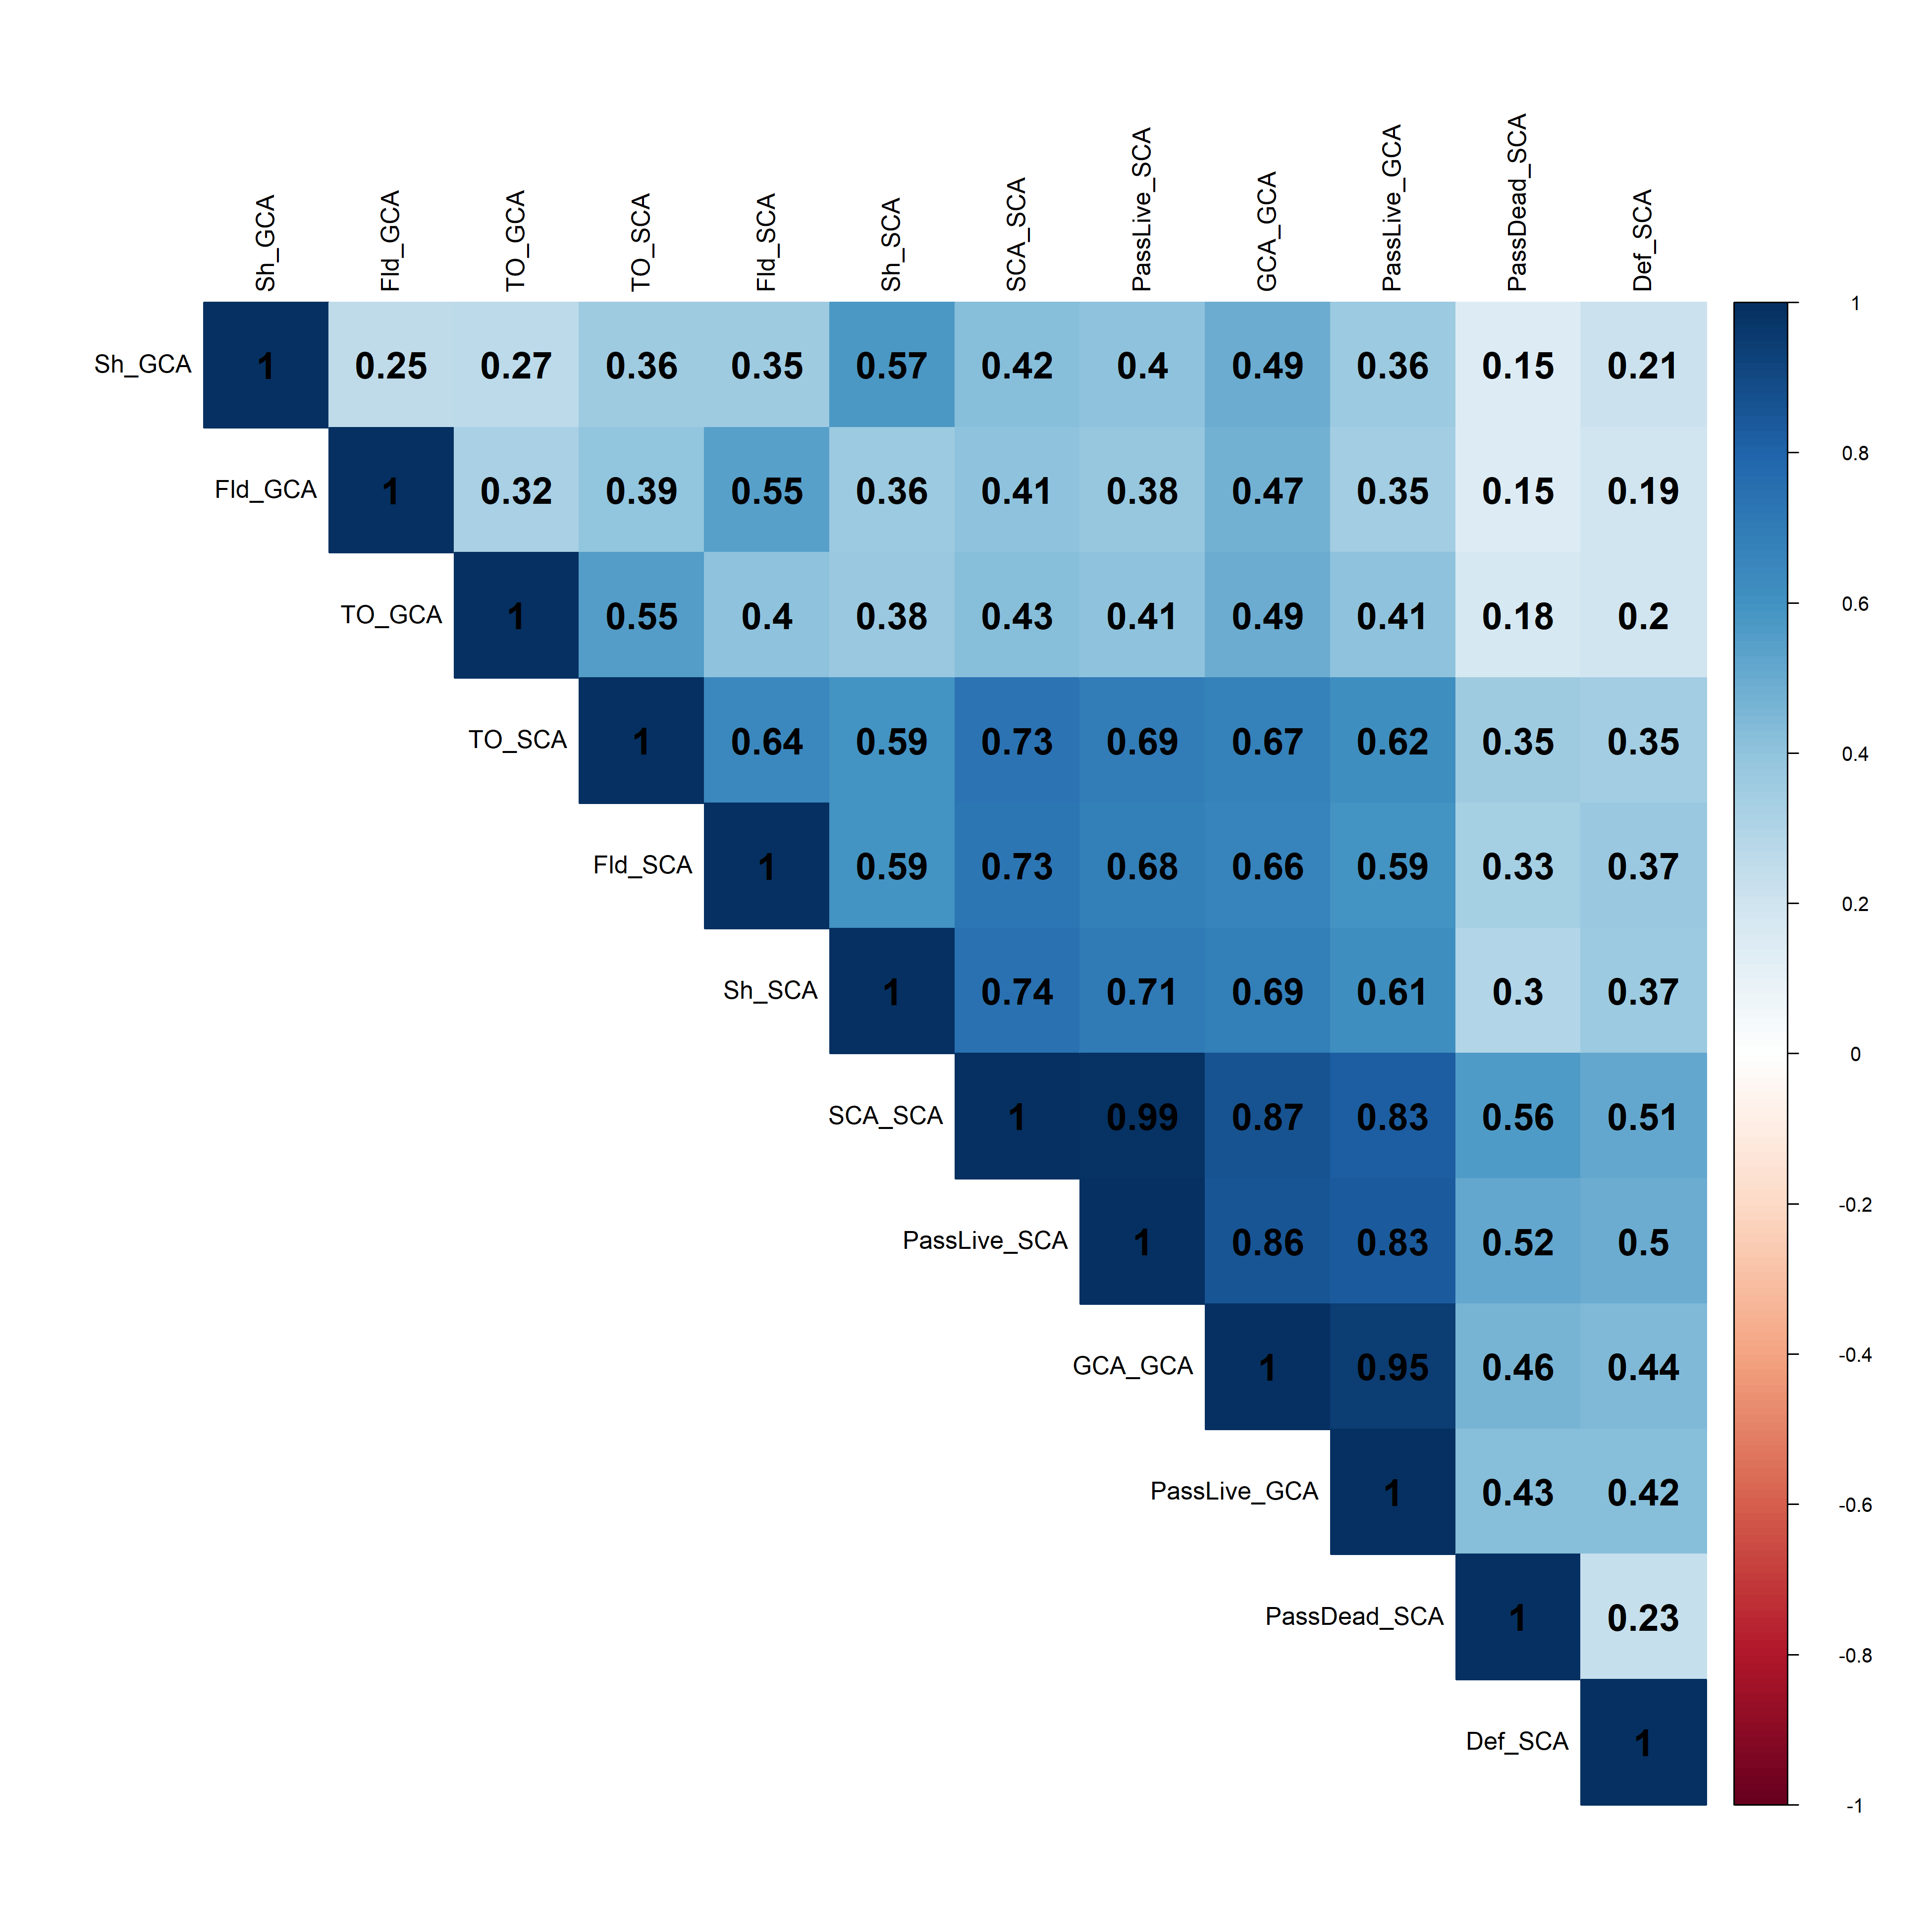 Sh_GCA Fld_GCA TO_GCA TO_SCA Fld_SCA Sh_SCA SCA_SCA PassLive_SCA GCA_GCA PassLive_GCA PassDead_SCA Def_SCA
Sh_GCA 1 0.25 0.27 0.36 0.35 0.57 0.42 0.4 0.49 0.36 0.15 0.21
Fld_GCA 1 0.32 0.39 0.55 0.36 0.41 0.38 0.47 0.35 0.15 0.19
TO_GCA 1 0.55 0.4 0.38 0.43 0.41 0.49 0.41 0.18 0.2
TO_SCA 1 0.64 0.59 0.73 0.69 0.67 0.62 0.35 0.35
Fld_SCA 1 0.59 0.73 0.68 0.66 0.59 0.33 0.37
Sh_SCA 1 0.74 0.71 0.69 0.61 0.3 0.37
SCA_SCA 1 0.99 0.87 0.83 0.56 0.51
PassLive_SCA 1 0.86 0.83 0.52 0.5
GCA_GCA 1 0.95 0.46 0.44
PassLive_GCA 1 0.43 0.42
PassDead_SCA 1 0.23
Def_SCA 1
1
0.8
0.6
0.4
0.2
0
-0.2
-0.4
-0.6
-0.8
-1